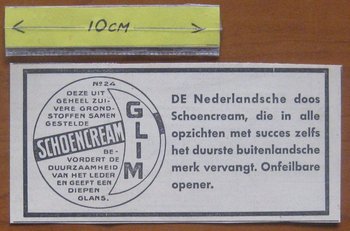 10CM
No 24
DEZE UIT
GEHEEL ZUI-
VERE GROND-
STOFFEN SAMEN
GESTELDE
SCHOENCREAM
BE-
VORDERT DE
DUURZAAMHEID
VAN HET LEDER
EN GEEFT EEN
DIEPEN
GLANS.
GLIM
DE Nederlandsche doos
Schoencream, die in alle
opzichten met succes zelfs
het duurste buitenlandsche
merk vervangt. Onfeilbare
opener.